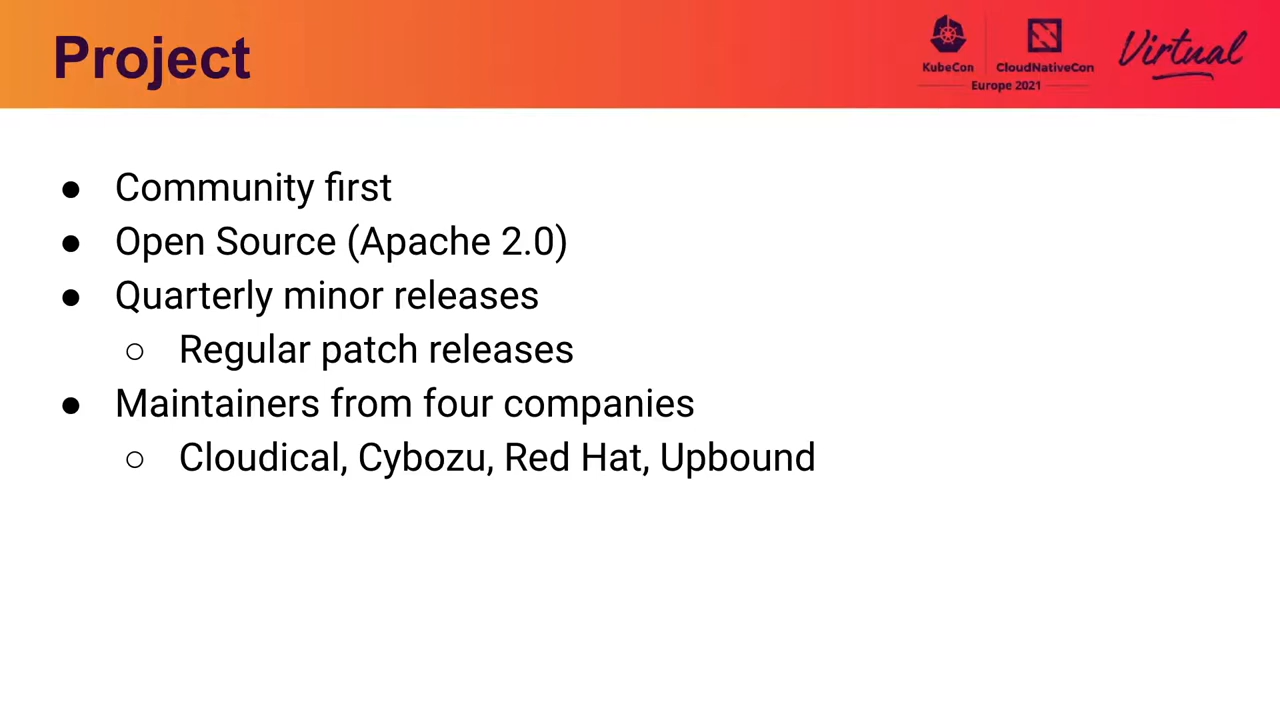 Project
KubeCon
CloudNativeCon
Europe 2021
Virtual
● Community first
● Open Source (Apache 2.0)
● Quarterly minor releases
○ Regular patch releases
● Maintainers from four companies
○ Cloudical, Cybozu, Red Hat, Upbound